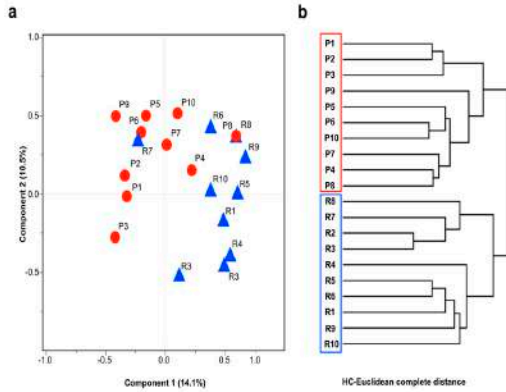 a
b
1.0
0.5
0.0
-0.5
-1.0
-0.5
0.0
0.5
1.0
Component 2 (18.5%)
Component 1 (14.1%)
P9
P5
P10
P6
R7
P7
R6
P8
R8
R9
P2
P4
P1
R10
R5
R1
P3
R4
R3
R3
P1
P2
P3
P9
P5
P6
P10
P7
P4
P8
R8
R7
R2
R3
R4
R5
R6
R1
R9
R10
HC-Euclidean complete distance